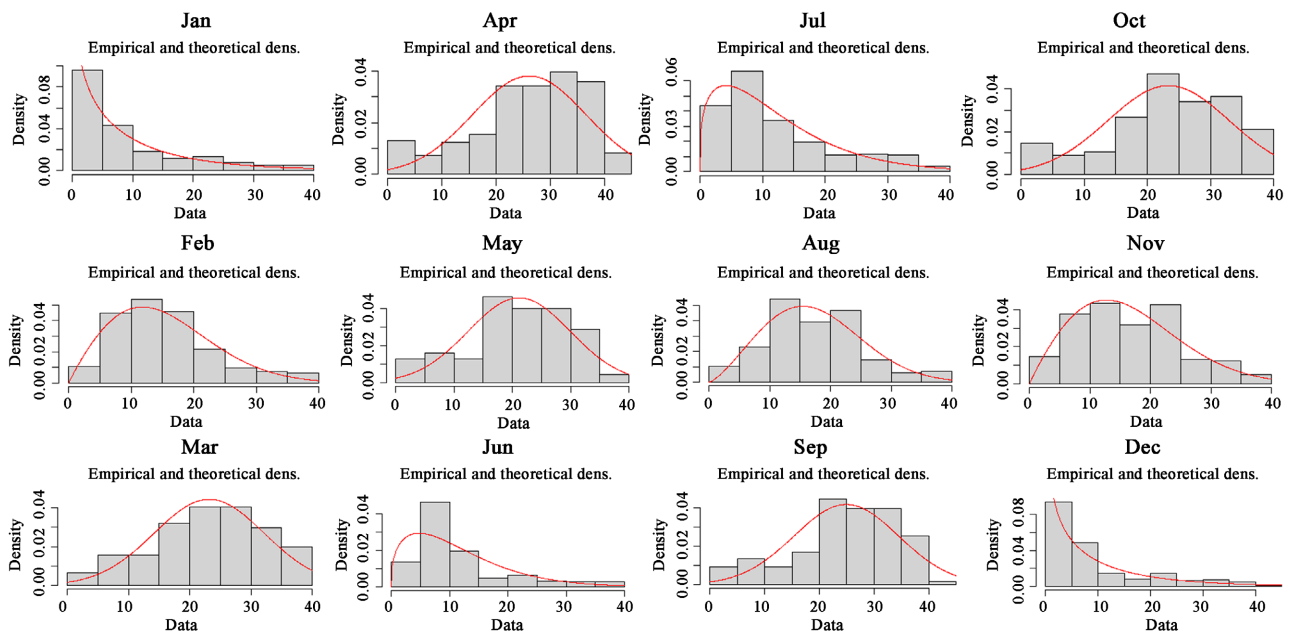 Jan
Empirical and theoretical dens.
Density
0.00 0.04 0.08
0 10 20 30 40
Data
Apr
Empirical and theoretical dens.
Density
0.00 0.02 0.04
0 10 20 30 40
Data
Jul
Empirical and theoretical dens.
Density
0.00 0.03 0.06
0 10 20 30 40
Data
Oct
Empirical and theoretical dens.
Density
0.00 0.02 0.04
0 10 20 30 40
Data
Feb
Empirical and theoretical dens.
Density
0.00 0.02 0.04
0 10 20 30 40
Data
May
Empirical and theoretical dens.
Density
0.00 0.02 0.04
0 10 20 30 40
Data
Aug
Empirical and theoretical dens.
Density
0.00 0.02 0.04
0 10 20 30 40
Data
Nov
Empirical and theoretical dens.
Density
0.00 0.02 0.04
0 10 20 30 40
Data
Mar
Empirical and theoretical dens.
Density
0.00 0.02 0.04
0 10 20 30 40
Data
Jun
Empirical and theoretical dens.
Density
0.00 0.02 0.04
0 10 20 30 40
Data
Sep
Empirical and theoretical dens.
Density
0.00 0.02 0.04
0 10 20 30 40
Data
Dec
Empirical and theoretical dens.
Density
0.00 0.04 0.08
0 10 20 30 40
Data